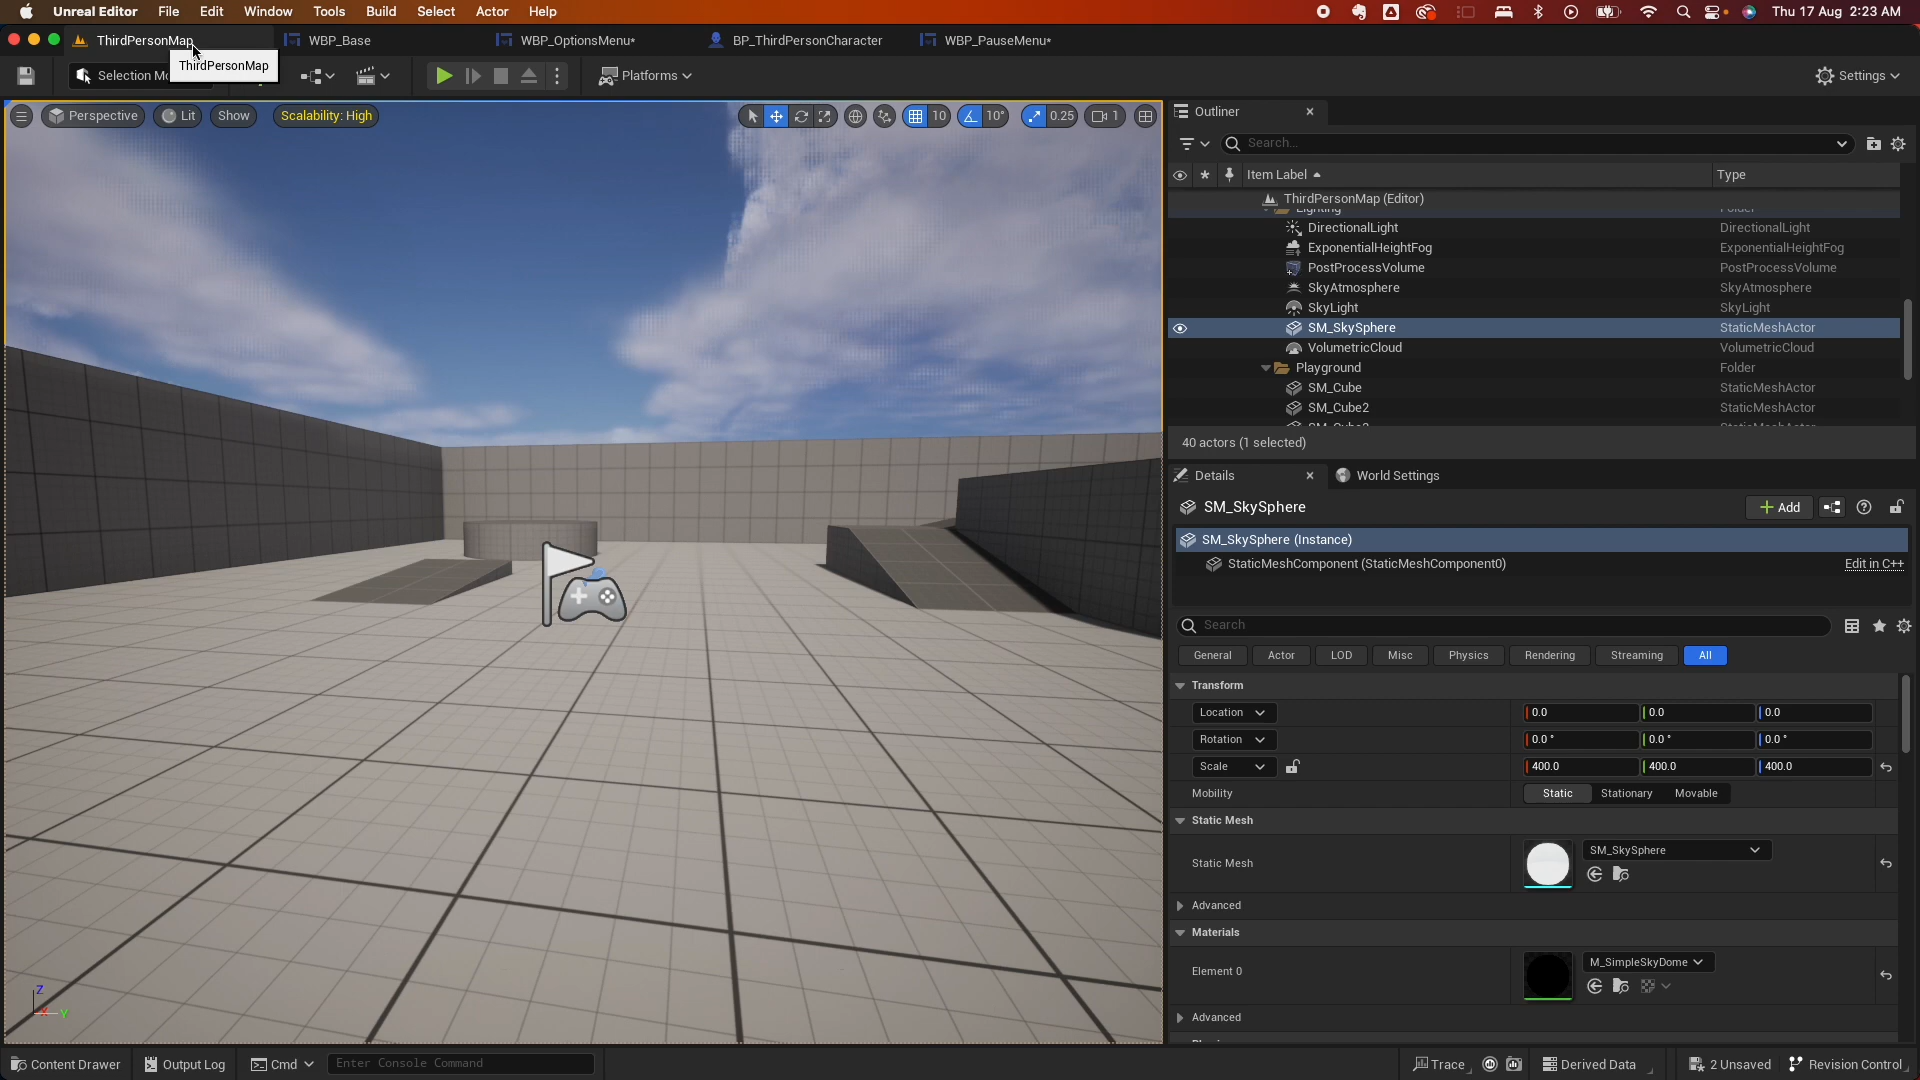 Unreal Editor File Edit Window Tools Build Select Actor Help Thu 17 Aug 2:23 AM
ThirdPersonMap WBP_Base WBP_OptionsMenu* BP_ThirdPersonCharacter WBP_PauseMenu*
ThirdPersonMap
Selection Mo Platforms Settings
Perspective Lit Show Scalability: High 10 10° 0.25 1
Outliner
Search...
Item Label Type
ThirdPersonMap (Editor)
Lighting Folder
DirectionalLight DirectionalLight
ExponentialHeightFog ExponentialHeightFog
PostProcessVolume PostProcessVolume
SkyAtmosphere SkyAtmosphere
SkyLight SkyLight
SM_SkySphere StaticMeshActor
VolumetricCloud VolumetricCloud
Playground Folder
SM_Cube StaticMeshActor
SM_Cube2 StaticMeshActor
40 actors (1 selected)
Details World Settings
SM_SkySphere Add
SM_SkySphere (Instance)
StaticMeshComponent (StaticMeshComponent0) Edit in C++
Search
General Actor LOD Misc Physics Rendering Streaming All
Transform
Location 0.0 0.0 0.0
Rotation 0.0 ° 0.0 ° 0.0 °
Scale 400.0 400.0 400.0
Mobility Static Stationary Movable
Static Mesh
Static Mesh SM_SkySphere
Advanced
Materials
Element 0 M_SimpleSkyDome
Advanced
Z
X Y
Content Drawer Output Log Cmd Enter Console Command Trace Derived Data 2 Unsaved Revision Control